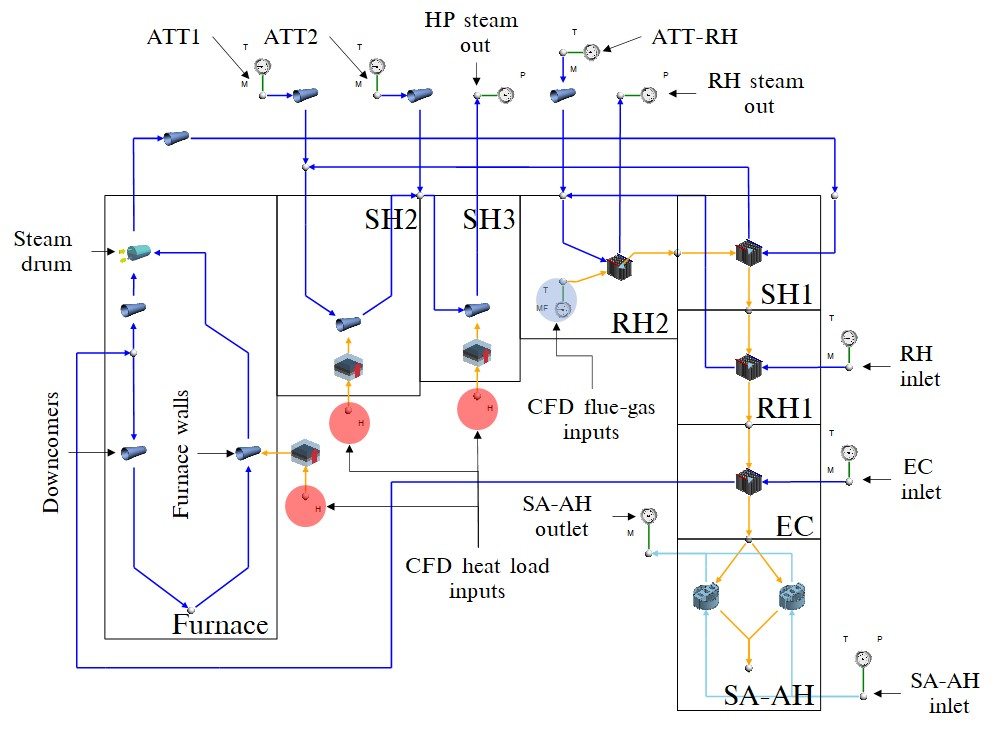 HP steam
out
ATT1
ATT2
ATT-RH
T
T
T
M
M
P
M
P
RH steam
out
SH2
SH3
Steam
drum
T
MF
SH1
RH2
T
M
RH
inlet
Downcomers
Furnace walls
CFD flue-gas
inputs
RH1
H
H
T
M
EC
inlet
H
SA-AH
outlet
T
M
EC
CFD heat load
inputs
Furnace
T
P
SA-AH
SA-AH
inlet